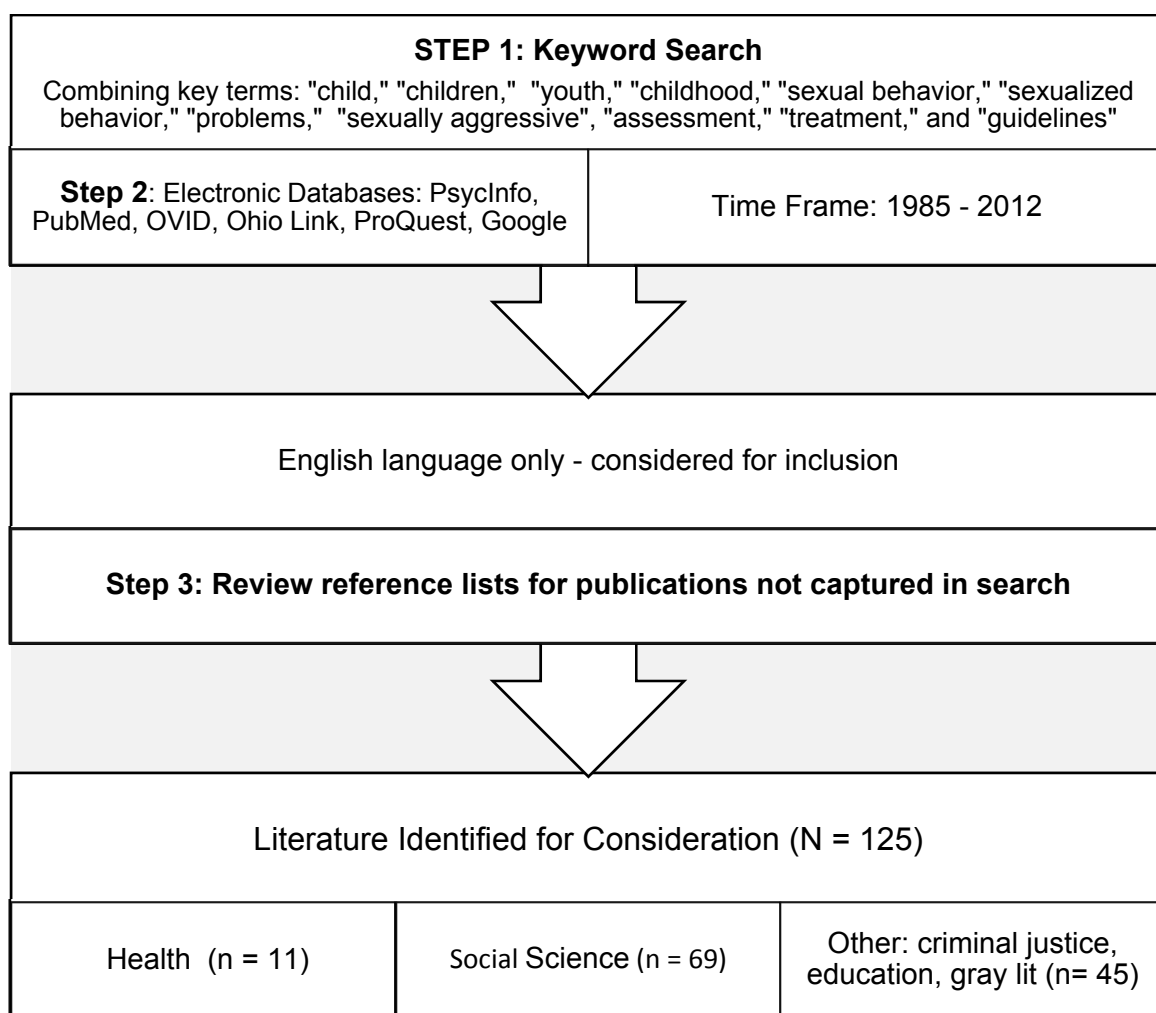 STEP 1: Keyword Search
Combining key terms: "child," "children,"  "youth," "childhood," "sexual behavior," "sexualized
behavior," "problems,"  "sexually aggressive", "assessment," "treatment," and "guidelines"
Step 2: Electronic Databases: PsycInfo,
PubMed, OVID, Ohio Link, ProQuest, Google
Time Frame: 1985 - 2012
English language only - considered for inclusion
Step 3: Review reference lists for publications not captured in search
Literature Identified for Consideration (N = 125)
Health  (n = 11)
Social Science (n = 69)
Other: criminal justice,
education, gray lit (n= 45)